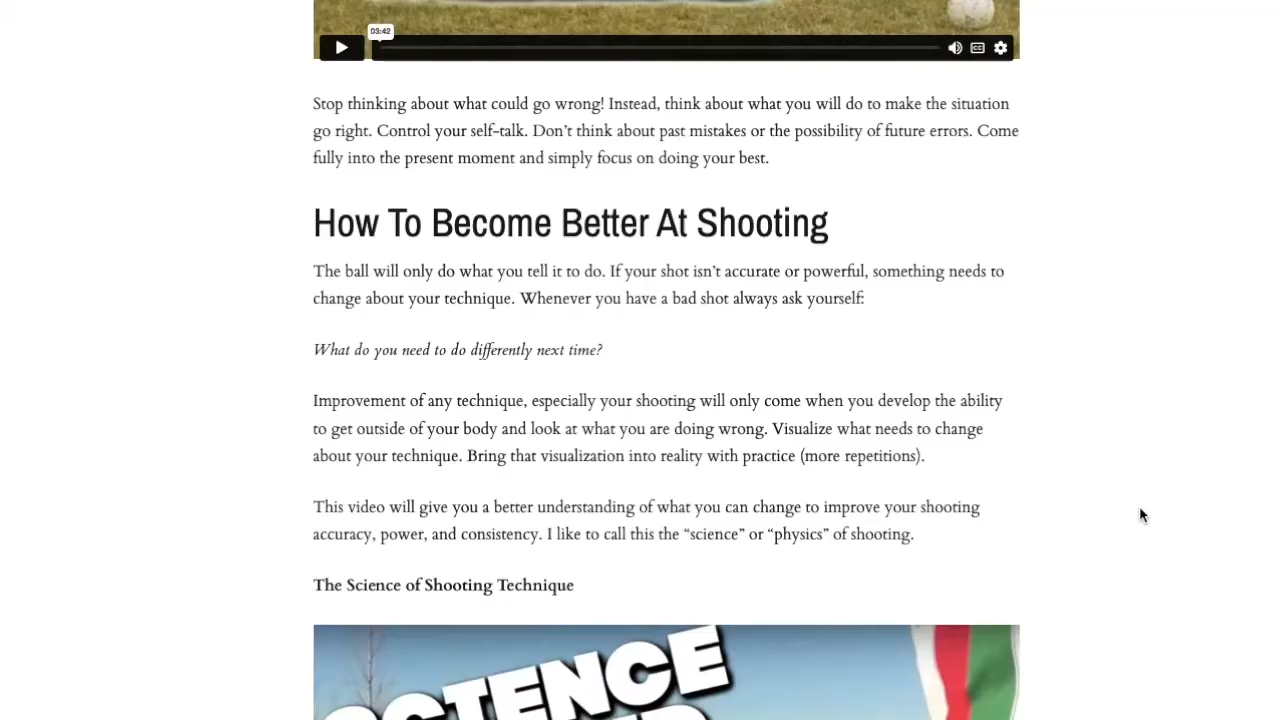 03:42
CC
Stop thinking about what could go wrong! Instead, think about what you will do to make the situation
go right. Control your self-talk. Don’t think about past mistakes or the possibility of future errors. Come
fully into the present moment and simply focus on doing your best.
How To Become Better At Shooting
The ball will only do what you tell it to do. If your shot isn’t accurate or powerful, something needs to
change about your technique. Whenever you have a bad shot always ask yourself:
What do you need to do differently next time?
Improvement of any technique, especially your shooting will only come when you develop the ability
to get outside of your body and look at what you are doing wrong. Visualize what needs to change
about your technique. Bring that visualization into reality with practice (more repetitions).
This video will give you a better understanding of what you can change to improve your shooting
accuracy, power, and consistency. I like to call this the “science” or “physics” of shooting.
The Science of Shooting Technique
SCIENCE